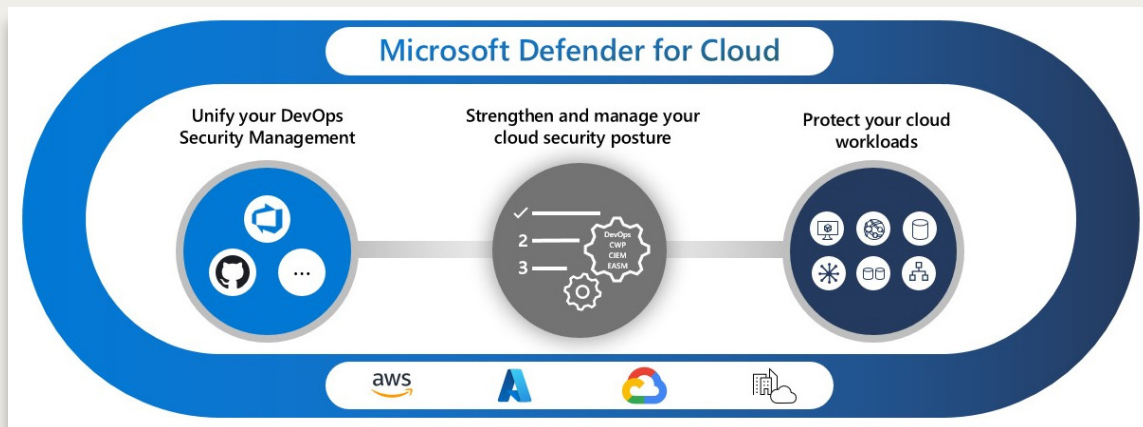 Microsoft Defender for Cloud
Unify your DevOps
Security Management
Strengthen and manage your
cloud security posture
Protect your cloud
workloads
2
3
DevOps
CWP
CIEM
EASM
...
aws